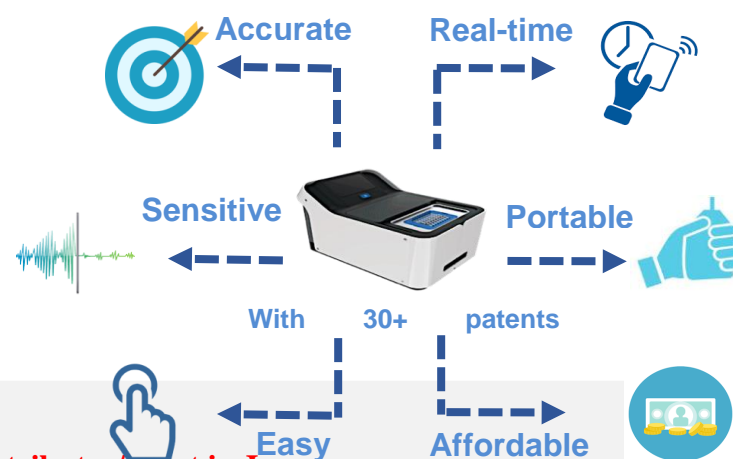 Accurate
Real-time
Sensitive
Portable
With 30+ patents
Easy
Affordable